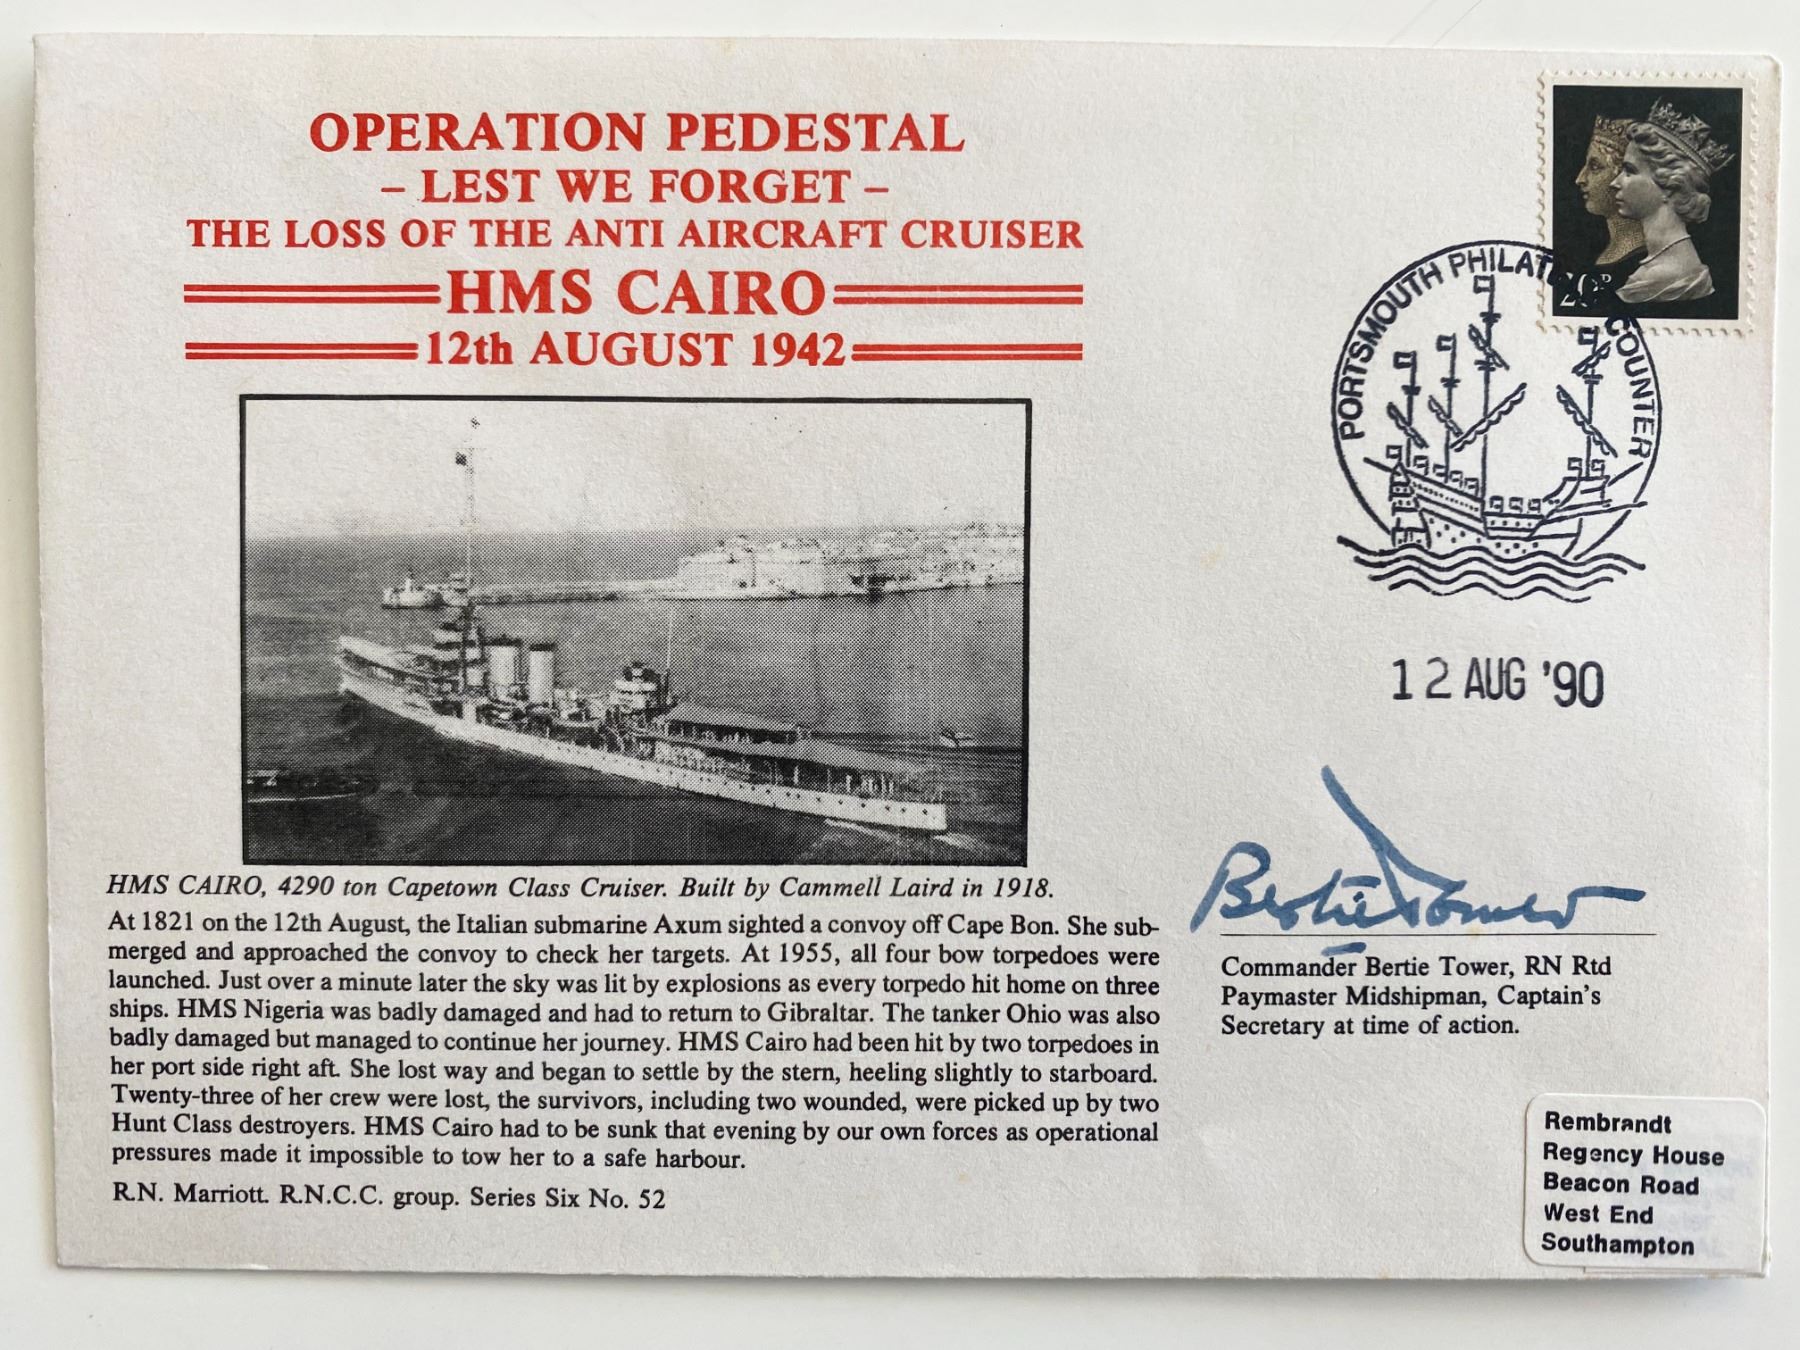 OPERATION PEDESTAL
– LEST WE FORGET –
THE LOSS OF THE ANTI AIRCRAFT CRUISER
HMS CAIRO
12th AUGUST 1942
HMS CAIRO, 4290 ton Capetown Class Cruiser. Built by Cammell Laird in 1918.
At 1821 on the 12th August, the Italian submarine Axum sighted a convoy off Cape Bon. She sub-
merged and approached the convoy to check her targets. At 1955, all four bow torpedoes were
launched. Just over a minute later the sky was lit by explosions as every torpedo hit home on three
ships. HMS Nigeria was badly damaged and had to return to Gibraltar. The tanker Ohio was also
badly damaged but managed to continue her journey. HMS Cairo had been hit by two torpedoes in
her port side right aft. She lost way and began to settle by the stern, heeling slightly to starboard.
Twenty-three of her crew were lost, the survivors, including two wounded, were picked up by two
Hunt Class destroyers. HMS Cairo had to be sunk that evening by our own forces as operational
pressures made it impossible to tow her to a safe harbour.
R.N. Marriott. R.N.C.C. group. Series Six No. 52
PORTSMOUTH PHILATELIC COUNTER
12 AUG '90
Bertie Tower
Commander Bertie Tower, RN Rtd
Paymaster Midshipman, Captain's
Secretary at time of action.
Rembrandt
Regency House
Beacon Road
West End
Southampton